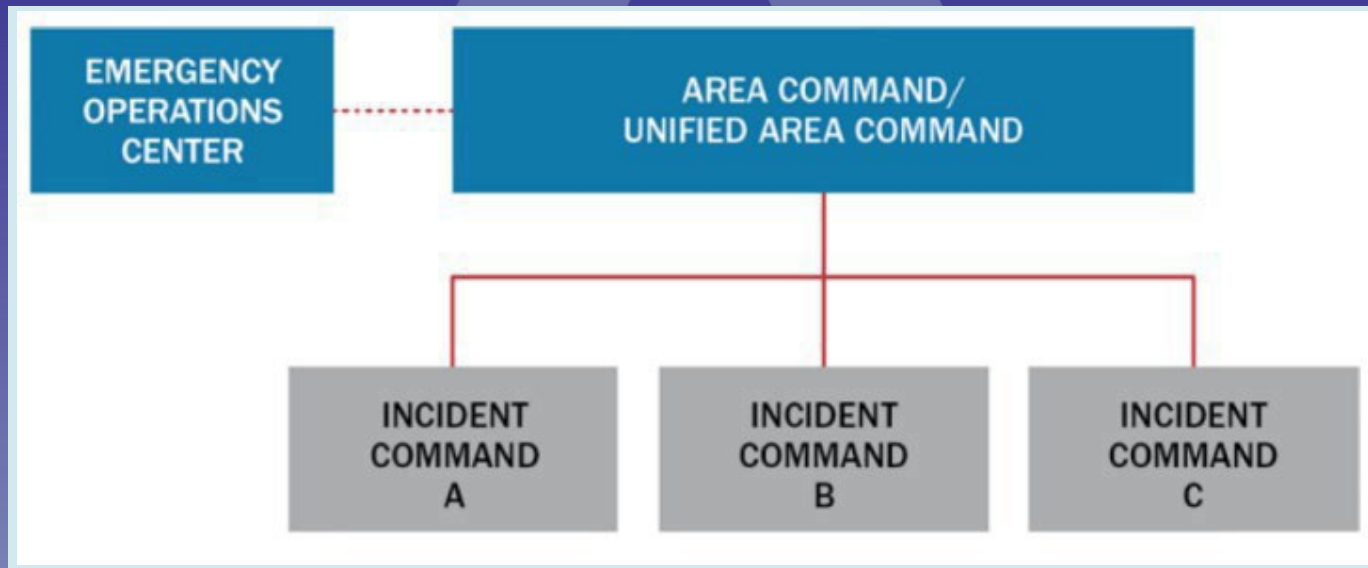 EMERGENCY
OPERATIONS
CENTER
AREA COMMAND/
UNIFIED AREA COMMAND
INCIDENT
COMMAND
A
INCIDENT
COMMAND
B
INCIDENT
COMMAND
C